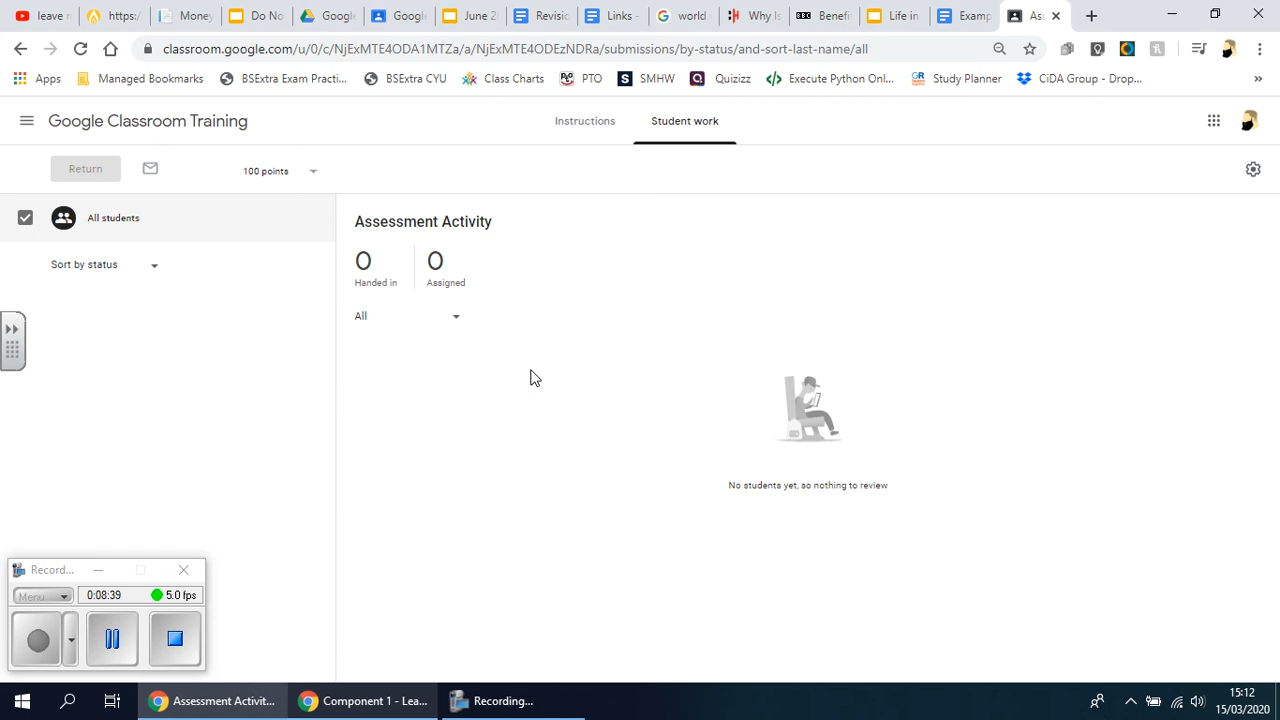 leave r
https:/
Money
Do No
Google
Google
June 2
Revisio
Links -
world
Why Is
Benefi
Life in
Examp
As:
classroom.google.com/u/0/c/NjExMTE4ODA1MTZa/a/NjExMTE4ODEzNDRa/submissions/by-status/and-sort-last-name/all
Apps
Managed Bookmarks
BSExtra Exam Practi...
BSExtra CYU
Class Charts
PTO
SMHW
Quizizz
Execute Python Onl...
Study Planner
CiDA Group - Drop...
»
Google Classroom Training
Instructions
Student work
Return
100 points
All students
Sort by status
Assessment Activity
0
0
Handed in
Assigned
All
No students yet, so nothing to review
Record...
Menu
0:08:39
5.0 fps
Assessment Activit...
Component 1 - Lea...
Recording...
15:12
15/03/2020